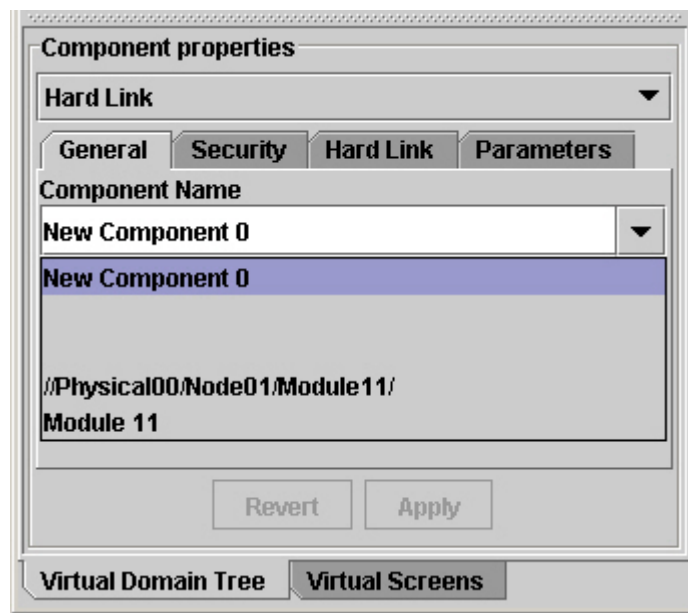 Component properties
Hard Link
General Security Hard Link Parameters
Component Name
New Component 0
New Component 0
//Physical00/Node01/Module11/
Module 11
Revert Apply
Virtual Domain Tree Virtual Screens